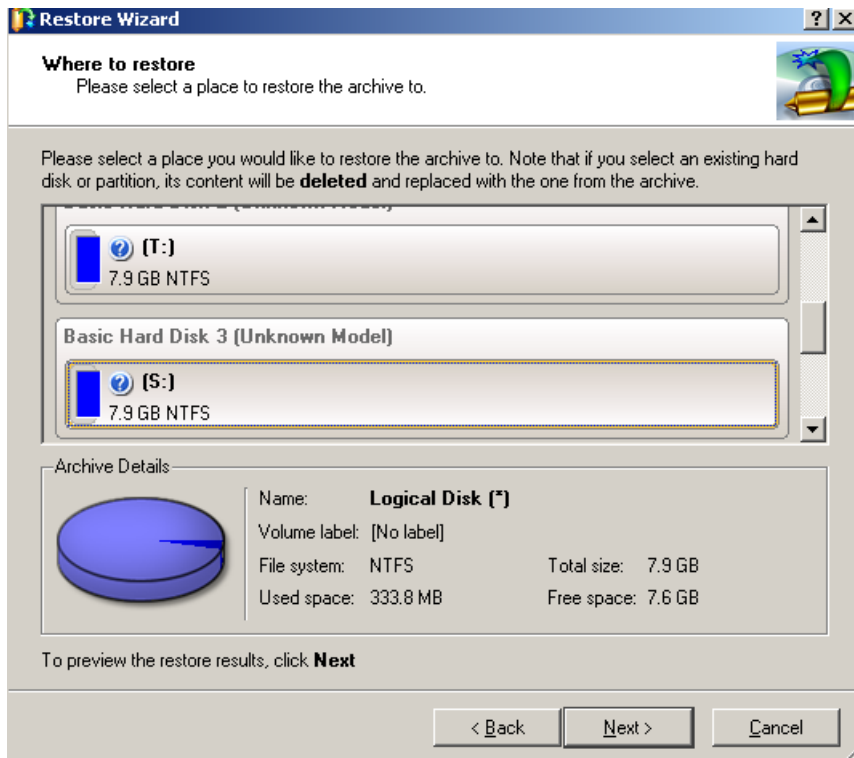 Restore Wizard
Where to restore
Please select a place to restore the archive to.
Please select a place you would like to restore the archive to. Note that if you select an existing hard
disk or partition, its content will be deleted and replaced with the one from the archive.
(T:)
7.9 GB NTFS
Basic Hard Disk 3 (Unknown Model)
(S:)
7.9 GB NTFS
Archive Details
Name: Logical Disk (*)
Volume label: [No label]
File system: NTFS Total size: 7.9 GB
Used space: 333.8 MB Free space: 7.6 GB
To preview the restore results, click Next
< Back Next > Cancel